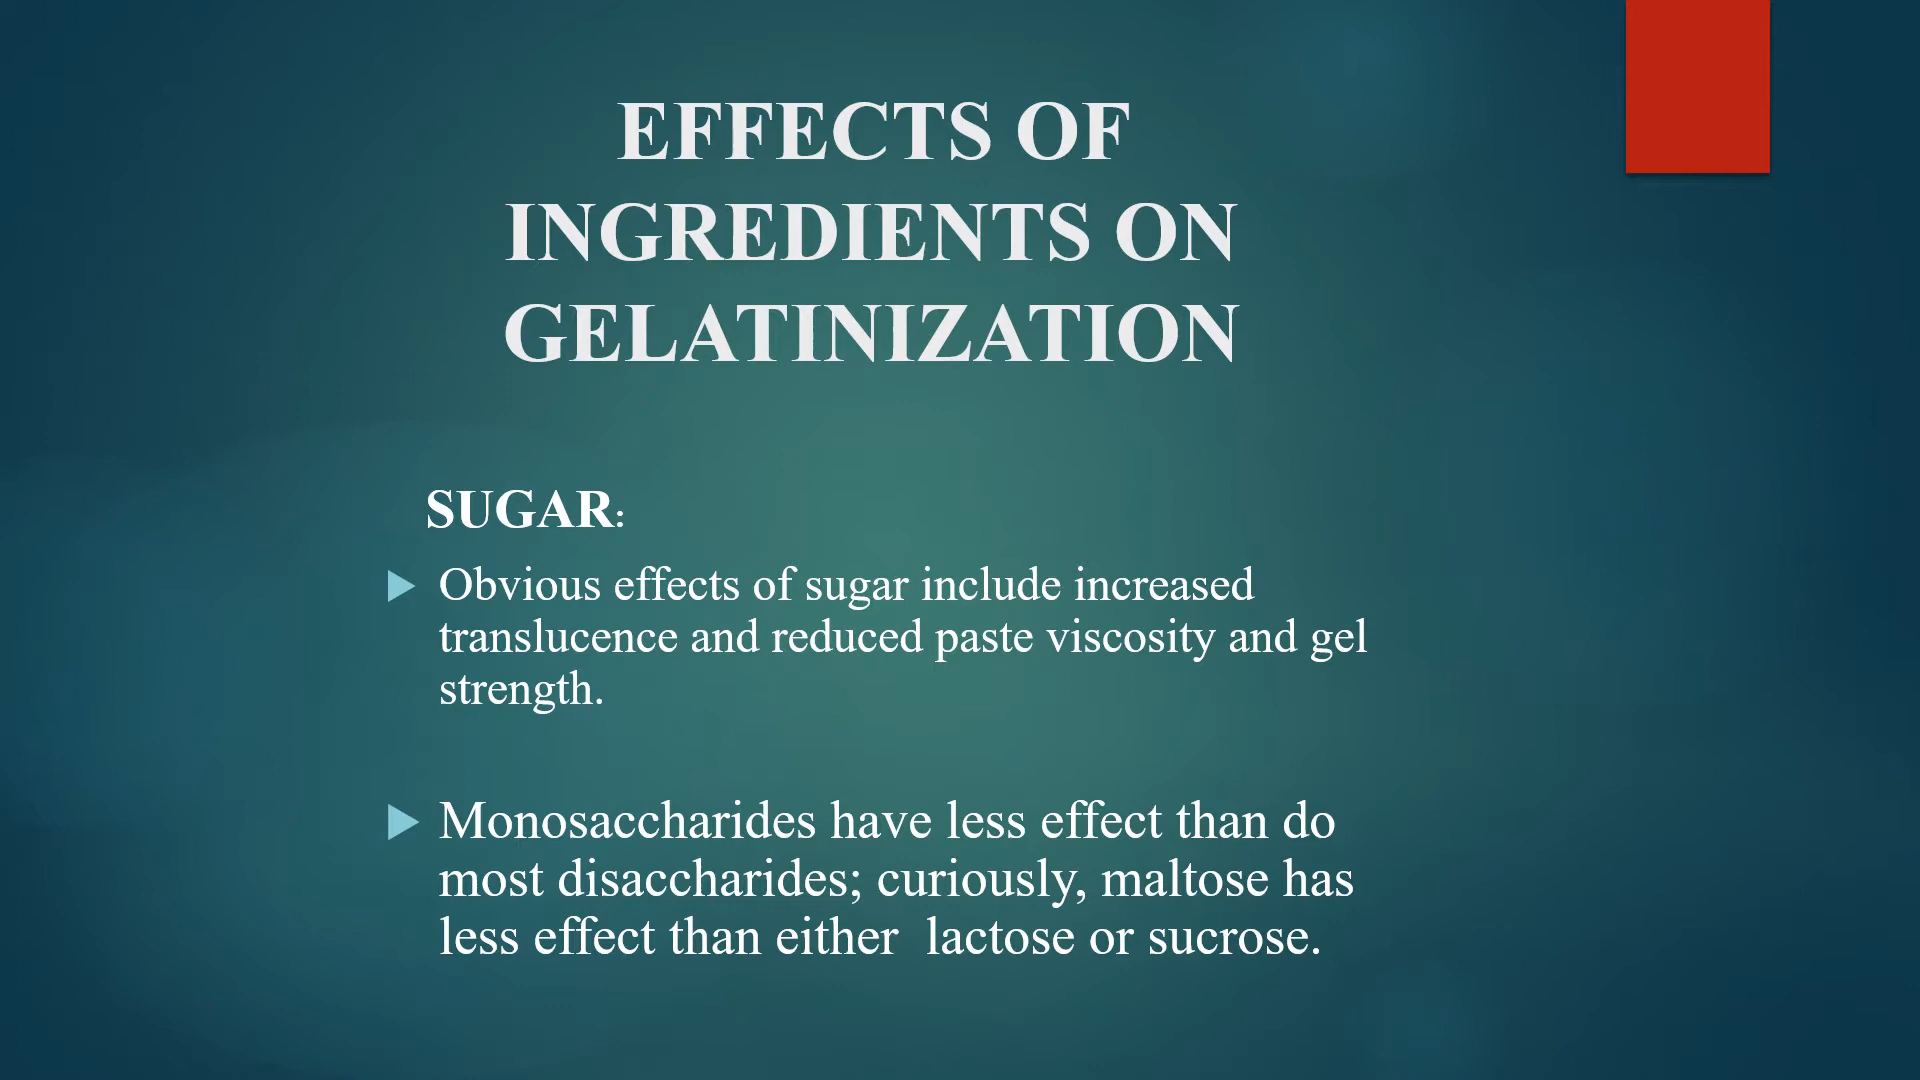 EFFECTS OF
INGREDIENTS ON
GELATINIZATION
SUGAR:
Obvious effects of sugar include increased
translucence and reduced paste viscosity and gel
strength.
Monosaccharides have less effect than do
most disaccharides; curiously, maltose has
less effect than either  lactose or sucrose.